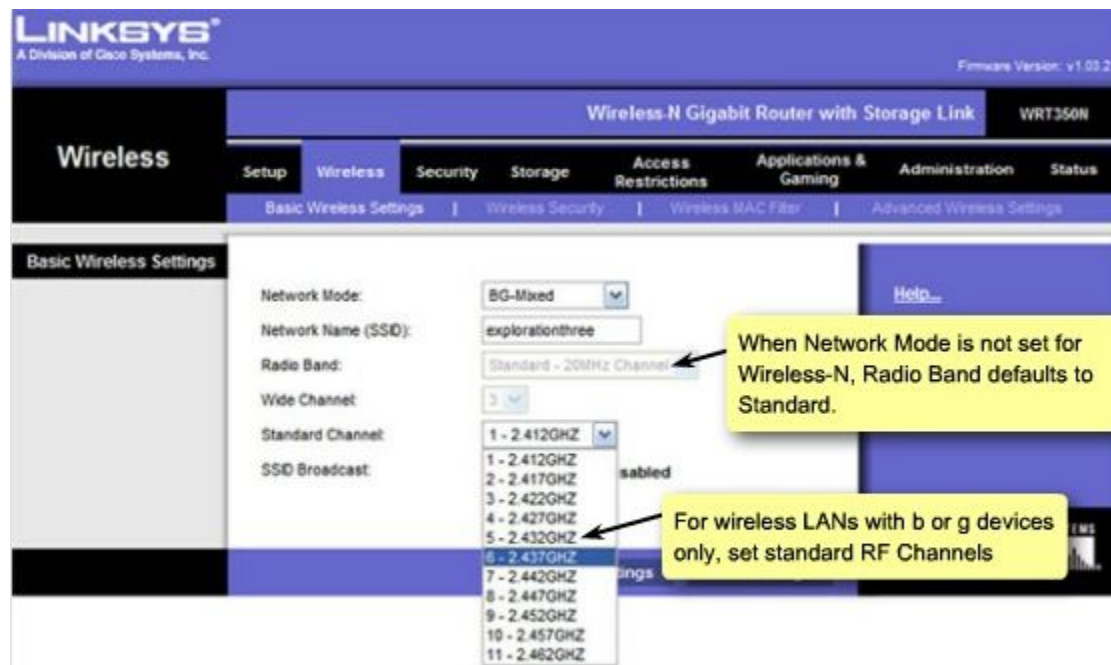 LINKSYS®
A Division of Cisco Systems, Inc.
Firmware Version: v1.03.2
Wireless-N Gigabit Router with Storage Link WRT350N
Wireless
Setup Wireless Security Storage Access Restrictions Applications & Gaming Administration Status
Basic Wireless Settings | Wireless Security | Wireless MAC Filter | Advanced Wireless Settings
Basic Wireless Settings
Network Mode: BG-Mixed
Help...
Network Name (SSID): explorationthree
Radio Band: Standard - 20MHz Channel
When Network Mode is not set for
Wireless-N, Radio Band defaults to
Standard.
Wide Channel: 3
Standard Channel: 1 - 2.412GHZ
SSID Broadcast: sabled
1 - 2.412GHZ
2 - 2.417GHZ
3 - 2.422GHZ
4 - 2.427GHZ
5 - 2.432GHZ
6 - 2.437GHZ
7 - 2.442GHZ
8 - 2.447GHZ
9 - 2.452GHZ
10 - 2.457GHZ
11 - 2.462GHZ
For wireless LANs with b or g devices
only, set standard RF Channels
tings